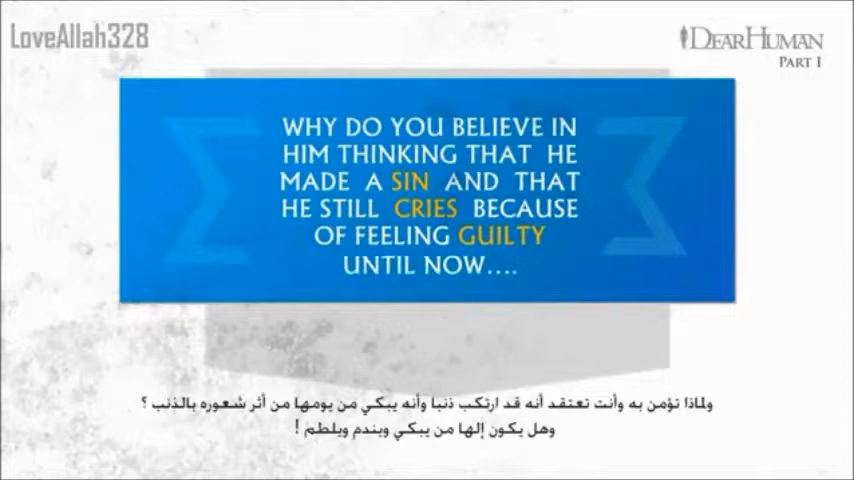 LoveAllah328
DEARHUMAN
PART 1
WHY DO YOU BELIEVE IN
HIM THINKING THAT HE
MADE A SIN AND THAT
HE STILL CRIES BECAUSE
OF FEELING GUILTY
UNTIL NOW....
ولماذا تؤمن به وأنت تعتقد أنه قد ارتكب ذنبا وأنه يبكي من يومها من أثر شعوره بالذنب ؟
وهل يكون إلها من يبكي ويندم ويلطم !